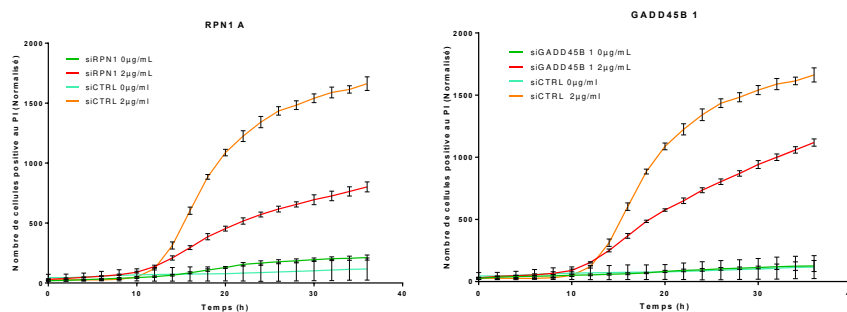 RPN1 A
Nombre de cellules positive au PI (Normalisé)
2000
1500
1000
500
0
siRPN1 0µg/mL
siRPN1 2µg/mL
siCTRL 0µg/ml
siCTRL 2µg/ml
0
10
20
30
40
Temps (h)
GADD45B 1
Nombre de cellules positive au PI (Normalisé)
2000
1500
1000
500
0
siGADD45B 1 0µg/mL
siGADD45B 1 2µg/mL
siCTRL 0µg/ml
siCTRL 2µg/ml
0
10
20
30
40
Temps (h)